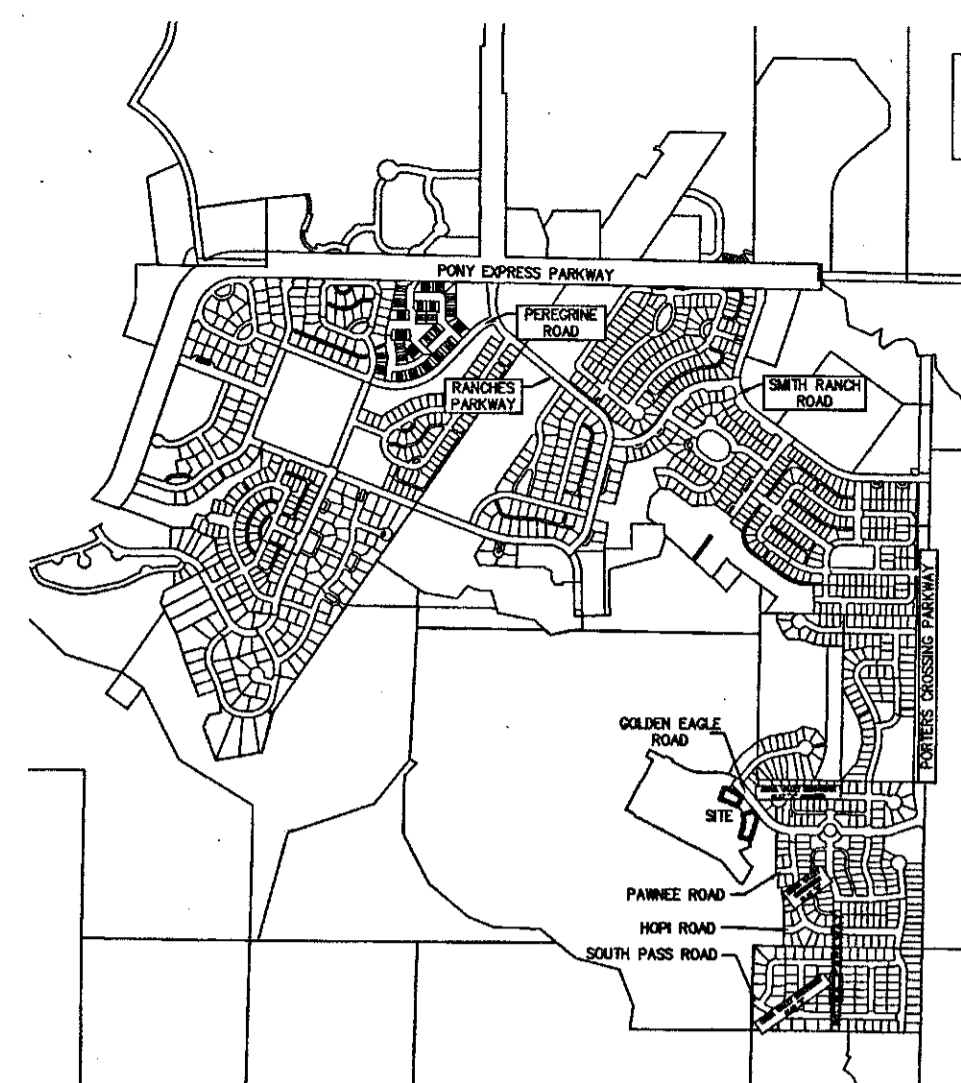 PONY EXPRESS PARKWAY
PEREGRINE
ROAD
RANCHES
PARKWAY
SMITH RANCH
ROAD
PORTERS CROSSING PARKWAY
GOLDEN EAGLE
ROAD
SITE
PAWNEE ROAD
HOPI ROAD
SOUTH PASS ROAD